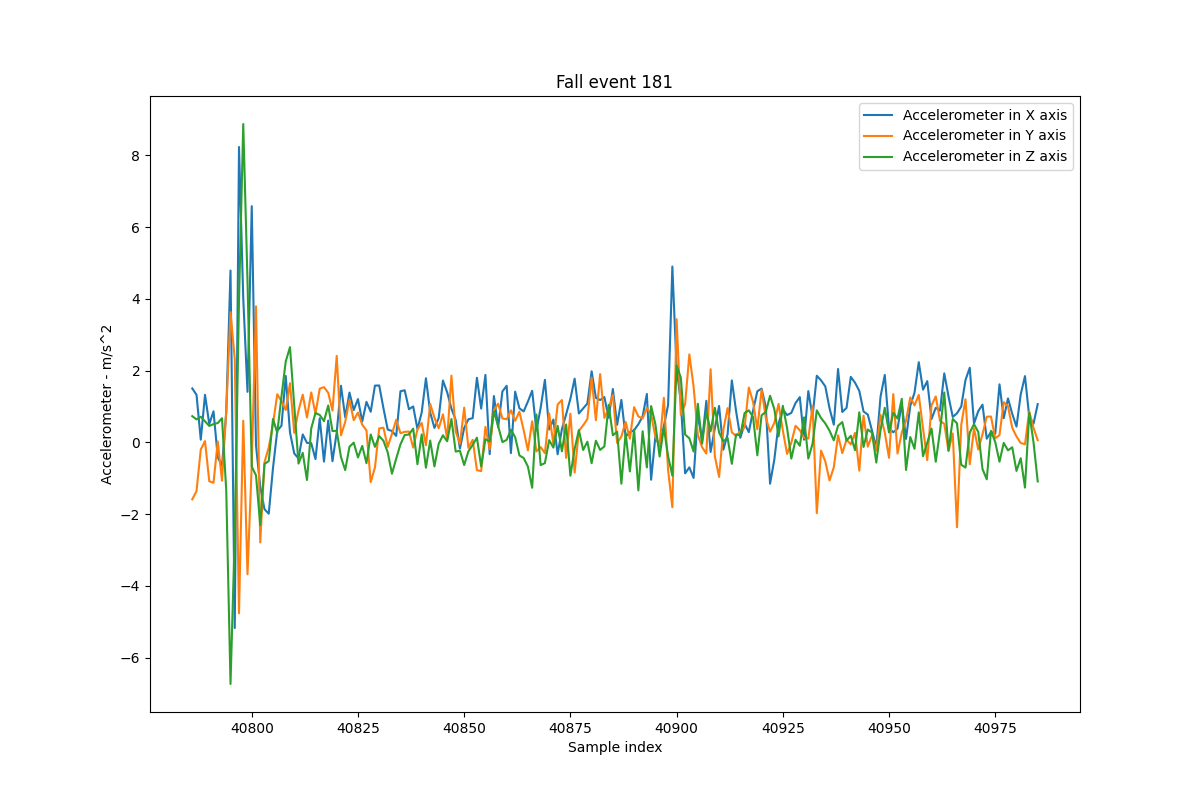 Fall event 181
Accelerometer in X axis
Accelerometer in Y axis
Accelerometer in Z axis
Accelerometer - m/s^2
8
6
4
2
0
−2
−4
−6
40800 40825 40850 40875 40900 40925 40950 40975
Sample index